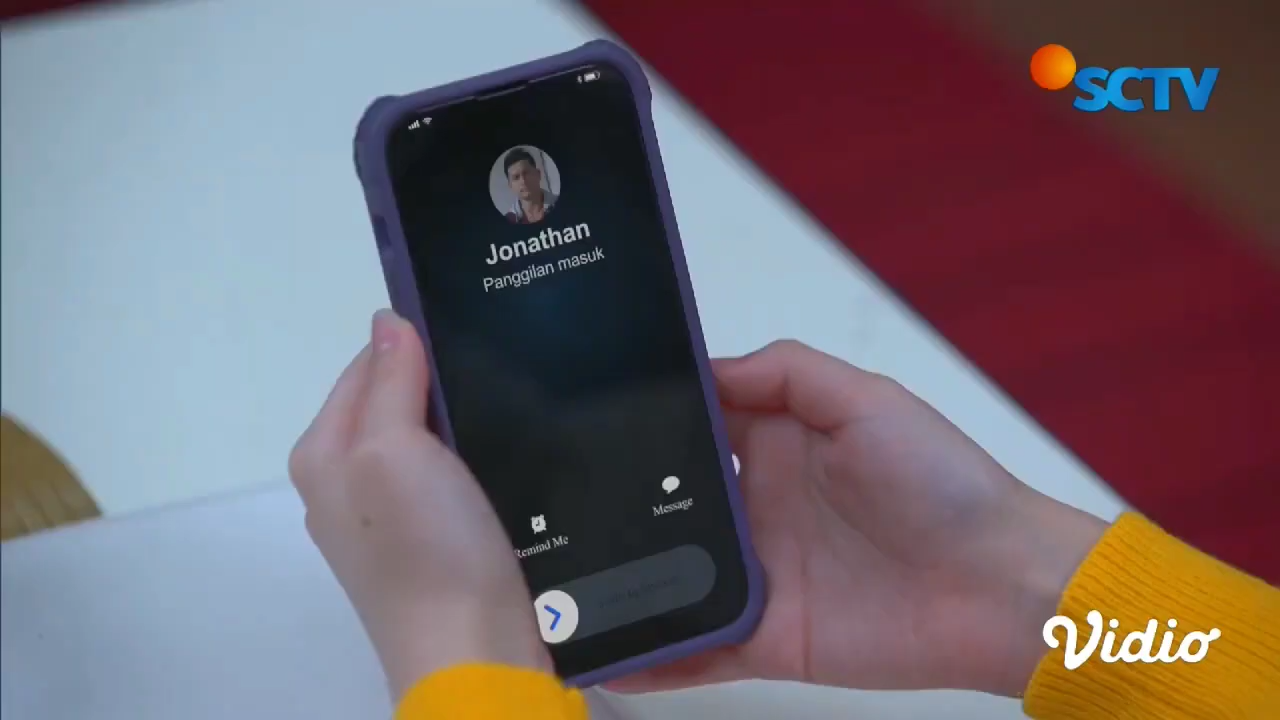 SCTV
Jonathan
Panggilan masuk
Message
Remind Me
Vidio